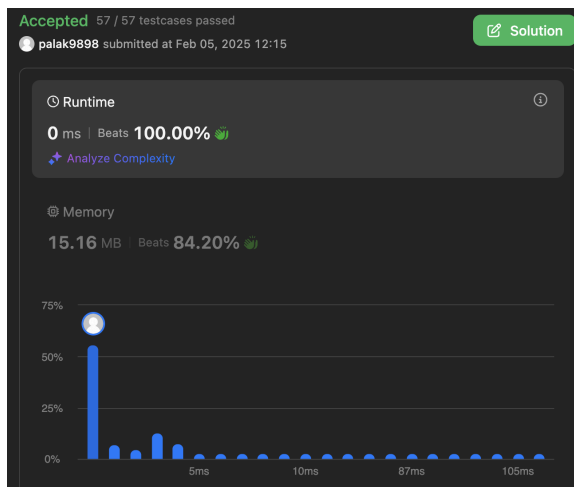 Accepted 57 / 57 testcases passed
palak9898 submitted at Feb 05, 2025 12:15
Solution
Runtime
0 ms | Beats 100.00%
Analyze Complexity
Memory
15.16 MB | Beats 84.20%
75%
50%
25%
0%
5ms 10ms 87ms 105ms